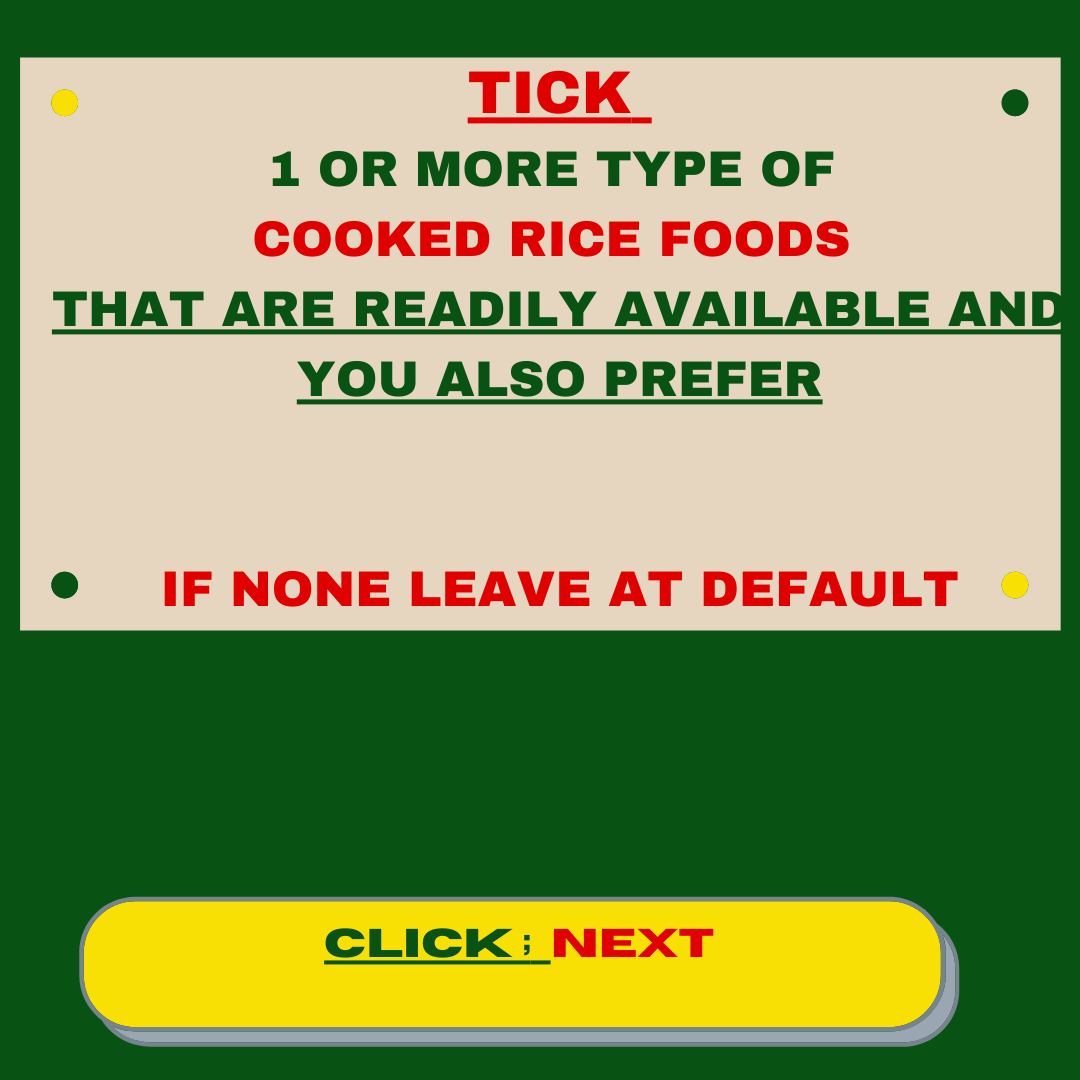 TICK
1 OR MORE TYPE OF
COOKED RICE FOODS
THAT ARE READILY AVAILABLE AND
YOU ALSO PREFER
IF NONE LEAVE AT DEFAULT
CLICK ; NEXT